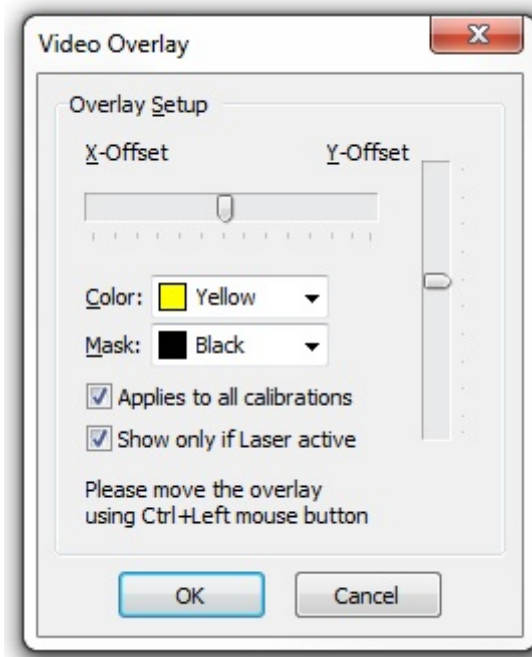 Video Overlay
Overlay Setup
X-Offset
Y-Offset
Color: Yellow
Mask: Black
Applies to all calibrations
Show only if Laser active
Please move the overlay
using Ctrl+Left mouse button
OK Cancel